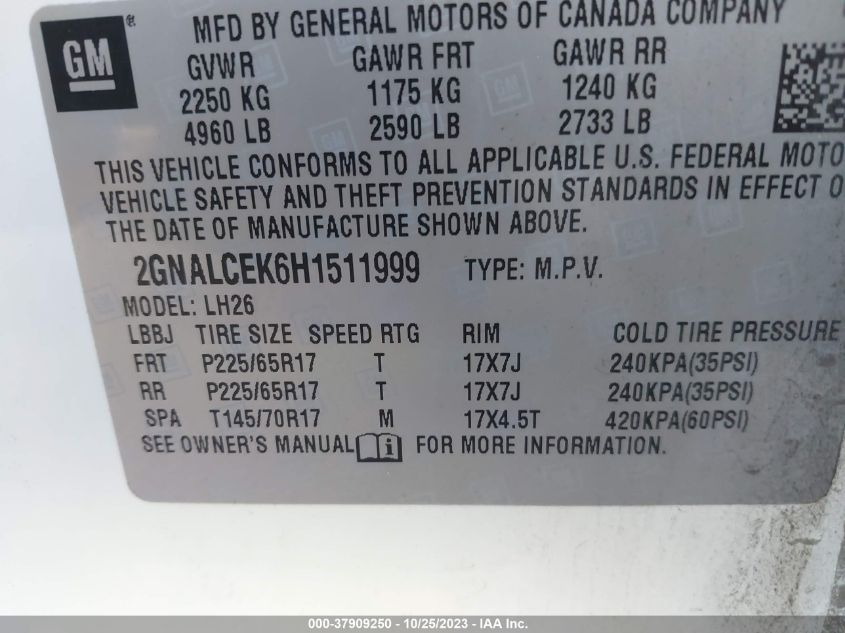 GM ®
MFD BY GENERAL MOTORS OF CANADA COMPANY
GVWR GAWR FRT GAWR RR
2250 KG 1175 KG 1240 KG
4960 LB 2590 LB 2733 LB
THIS VEHICLE CONFORMS TO ALL APPLICABLE U.S. FEDERAL MOTO
VEHICLE SAFETY AND THEFT PREVENTION STANDARDS IN EFFECT O
THE DATE OF MANUFACTURE SHOWN ABOVE.
2GNALCEK6H1511999 TYPE: M.P.V.
MODEL: LH26
LBBJ TIRE SIZE SPEED RTG RIM COLD TIRE PRESSURE
FRT P225/65R17 T 17X7J 240KPA(35PSI)
RR P225/65R17 T 17X7J 240KPA(35PSI)
SPA T145/70R17 M 17X4.5T 420KPA(60PSI)
SEE OWNER'S MANUAL FOR MORE INFORMATION.
000-37909250 - 10/25/2023 - IAA Inc.